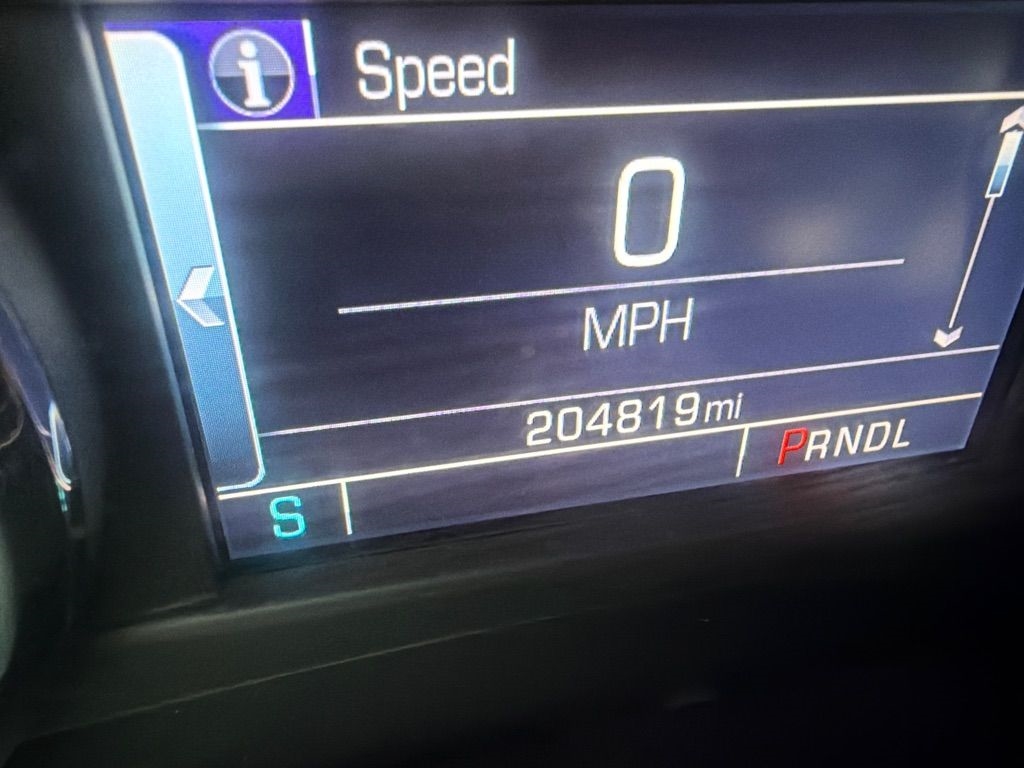 i Speed
0
MPH
204819mi
PRNDL
S